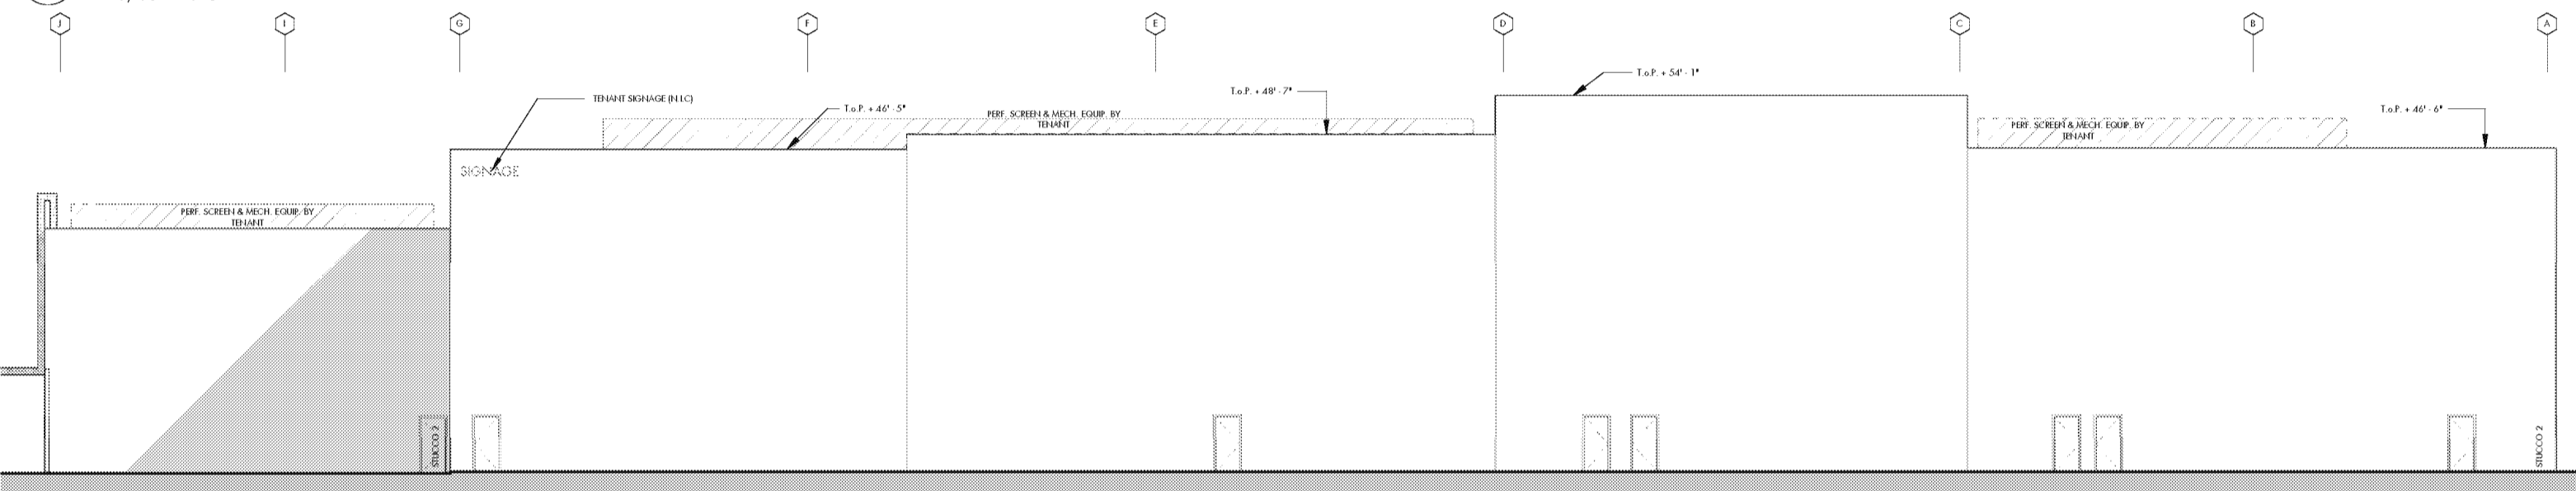 J
I
G
F
E
D
C
B
A
T.o.P. + 54' - 1"
T.o.P. + 48' - 7"
TENANT SIGNAGE (N.I.C)
T.o.P. + 46' - 5"
T.o.P. + 46' - 6"
PERF. SCREEN & MECH. EQUIP. BY
TENANT
PERF. SCREEN & MECH. EQUIP. BY
TENANT
SIGNAGE
PERF. SCREEN & MECH. EQUIP. BY
TENANT
STUCCO 2
STUCCO 2